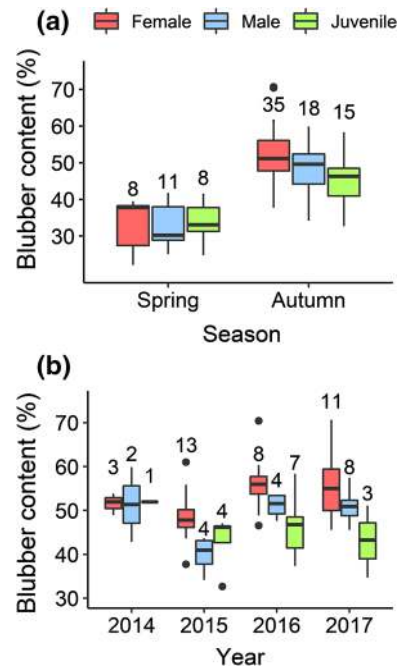 (a) Female Male Juvenile
Blubber content (%)
70
60
50
40
30
8 11 8 35 18 15
Spring Autumn
Season
(b)
Blubber content (%)
70
60
50
40
30
3 2 1 13 4 4 8 4 7 11 8 3
2014 2015 2016 2017
Year